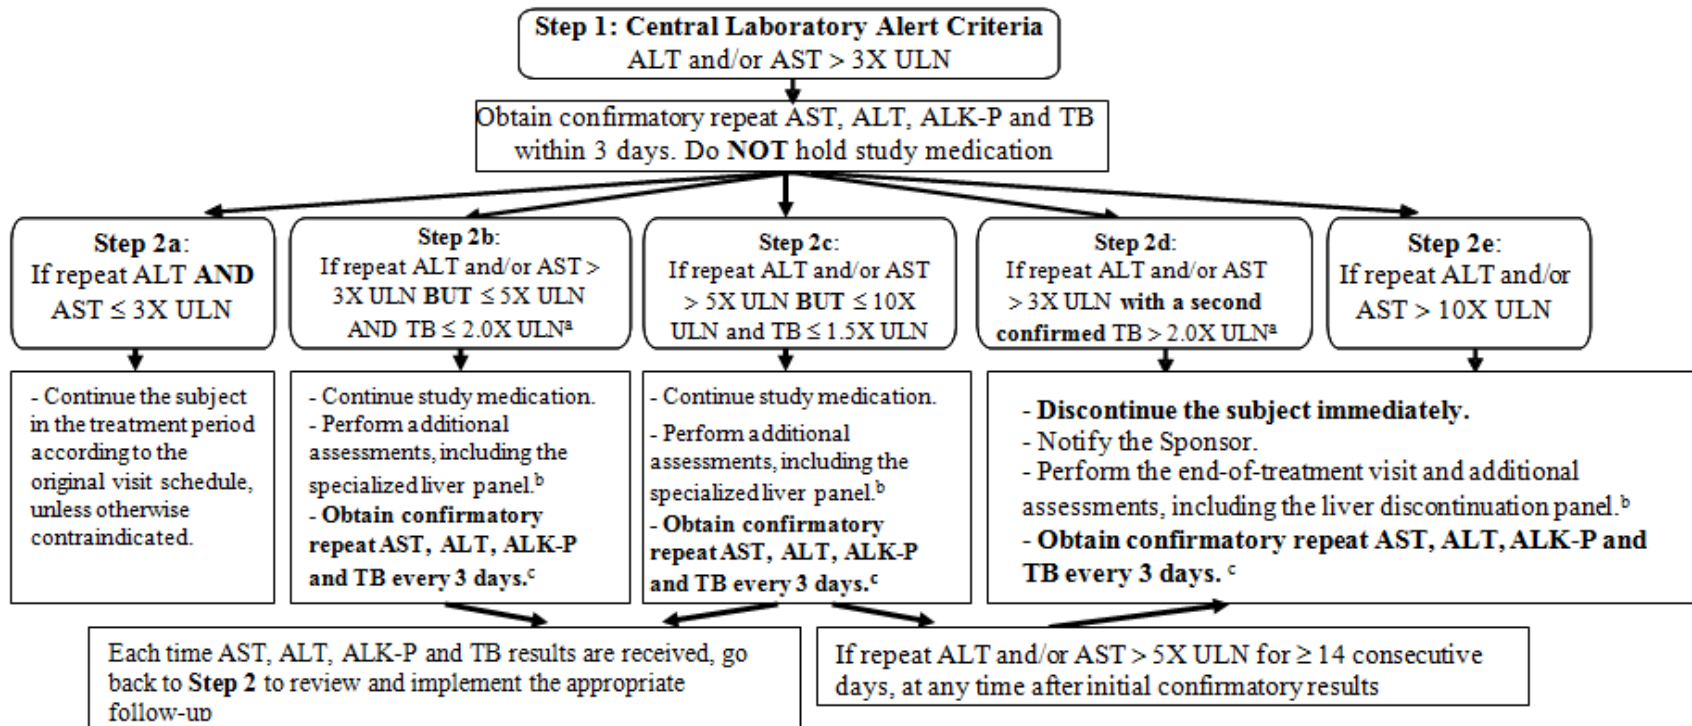 Step 1: Central Laboratory Alert Criteria
ALT and/or AST > 3X ULN
Obtain confirmatory repeat AST, ALT, ALK-P and TB
within 3 days. Do NOT hold study medication
Step 2a:
If repeat ALT AND
AST ≤ 3X ULN
Step 2b:
If repeat ALT and/or AST >
3X ULN BUT ≤ 5X ULN
AND TB ≤ 2.0X ULNᵃ
Step 2c:
If repeat ALT and/or AST
> 5X ULN BUT ≤ 10X
ULN and TB ≤ 1.5X ULN
Step 2d:
If repeat ALT and/or AST
> 3X ULN with a second
confirmed TB > 2.0X ULNᵃ
Step 2e:
If repeat ALT and/or
AST > 10X ULN
- Continue the subject
in the treatment period
according to the
original visit schedule,
unless otherwise
contraindicated.
- Continue study medication.
- Perform additional
assessments, including the
specialized liver panel.ᵇ
- Obtain confirmatory
repeat AST, ALT, ALK-P
and TB every 3 days.ᶜ
- Continue study medication.
- Perform additional
assessments, including the
specialized liver panel.ᵇ
- Obtain confirmatory
repeat AST, ALT, ALK-P
and TB every 3 days.ᶜ
- Discontinue the subject immediately.
- Notify the Sponsor.
- Perform the end-of-treatment visit and additional
assessments, including the liver discontinuation panel.ᵇ
- Obtain confirmatory repeat AST, ALT, ALK-P and
TB every 3 days. ᶜ
Each time AST, ALT, ALK-P and TB results are received, go
back to Step 2 to review and implement the appropriate
follow-up
If repeat ALT and/or AST > 5X ULN for ≥ 14 consecutive
days, at any time after initial confirmatory results